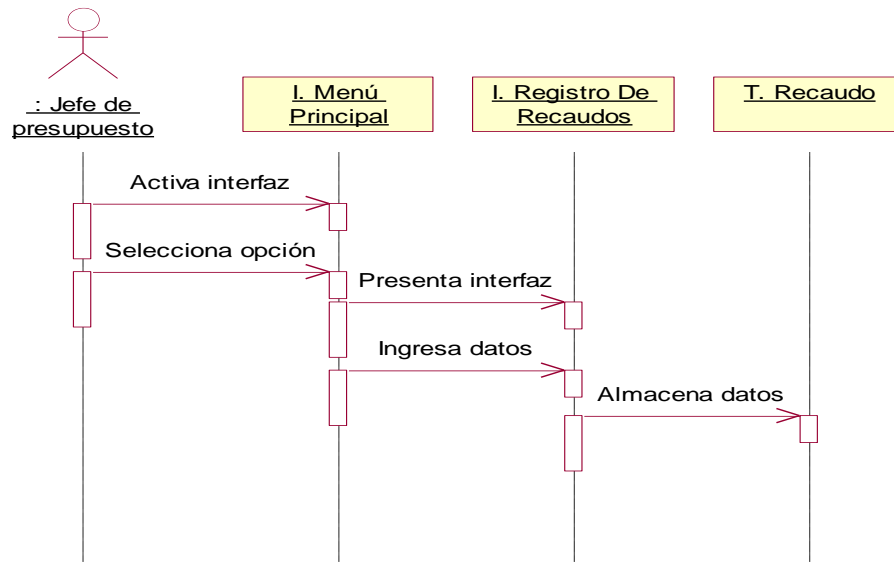 : Jefe de
presupuesto
I. Menú
Principal
I. Registro De
Recaudos
T. Recaudo
Activa interfaz
Selecciona opción
Presenta interfaz
Ingresa datos
Almacena datos